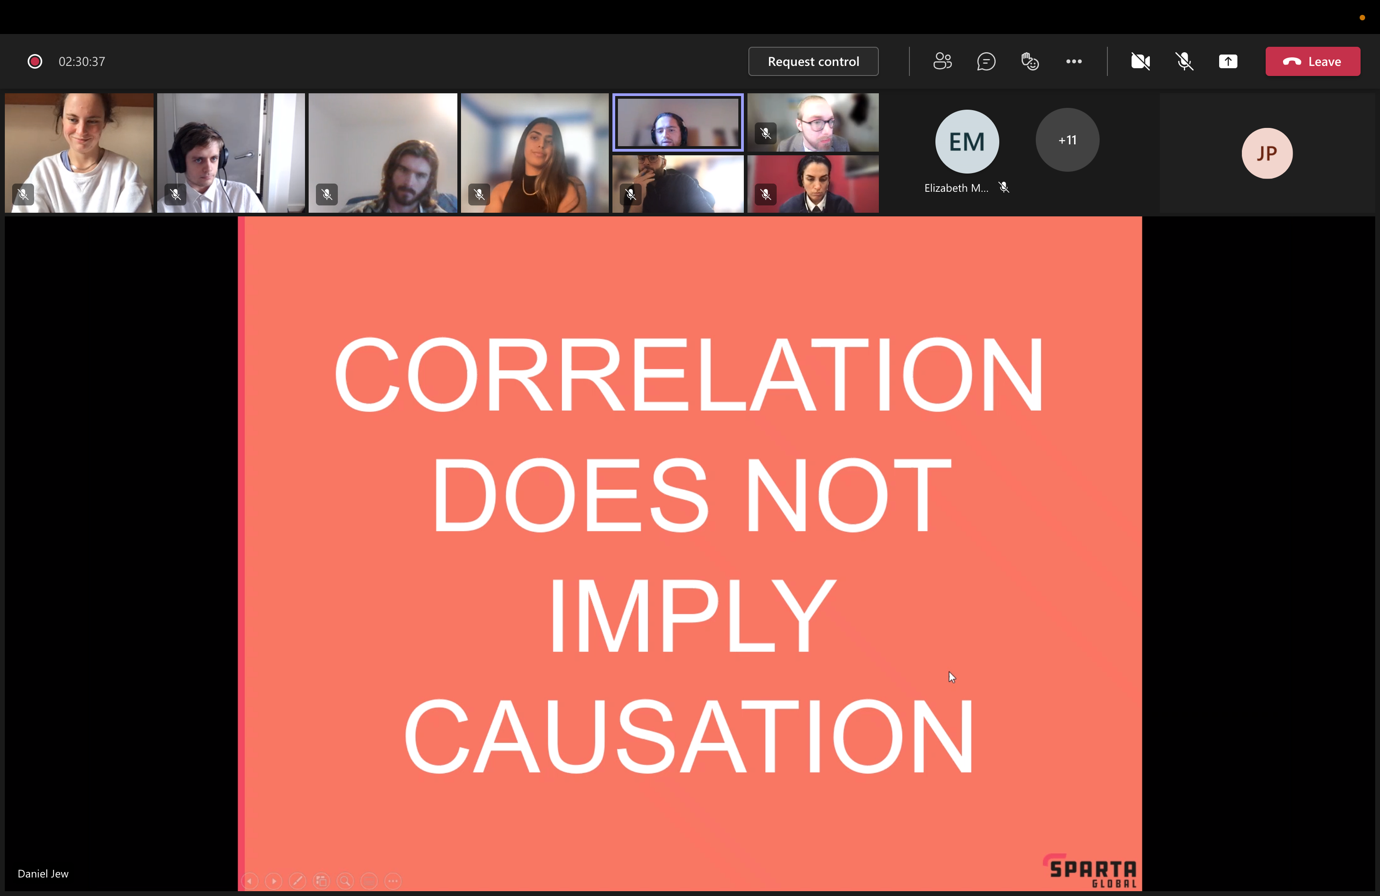 02:30:37
Request control
Leave
EM
+11
JP
Elizabeth M...
CORRELATION
DOES NOT
IMPLY
CAUSATION
Daniel Jew
SPARTA
GLOBAL